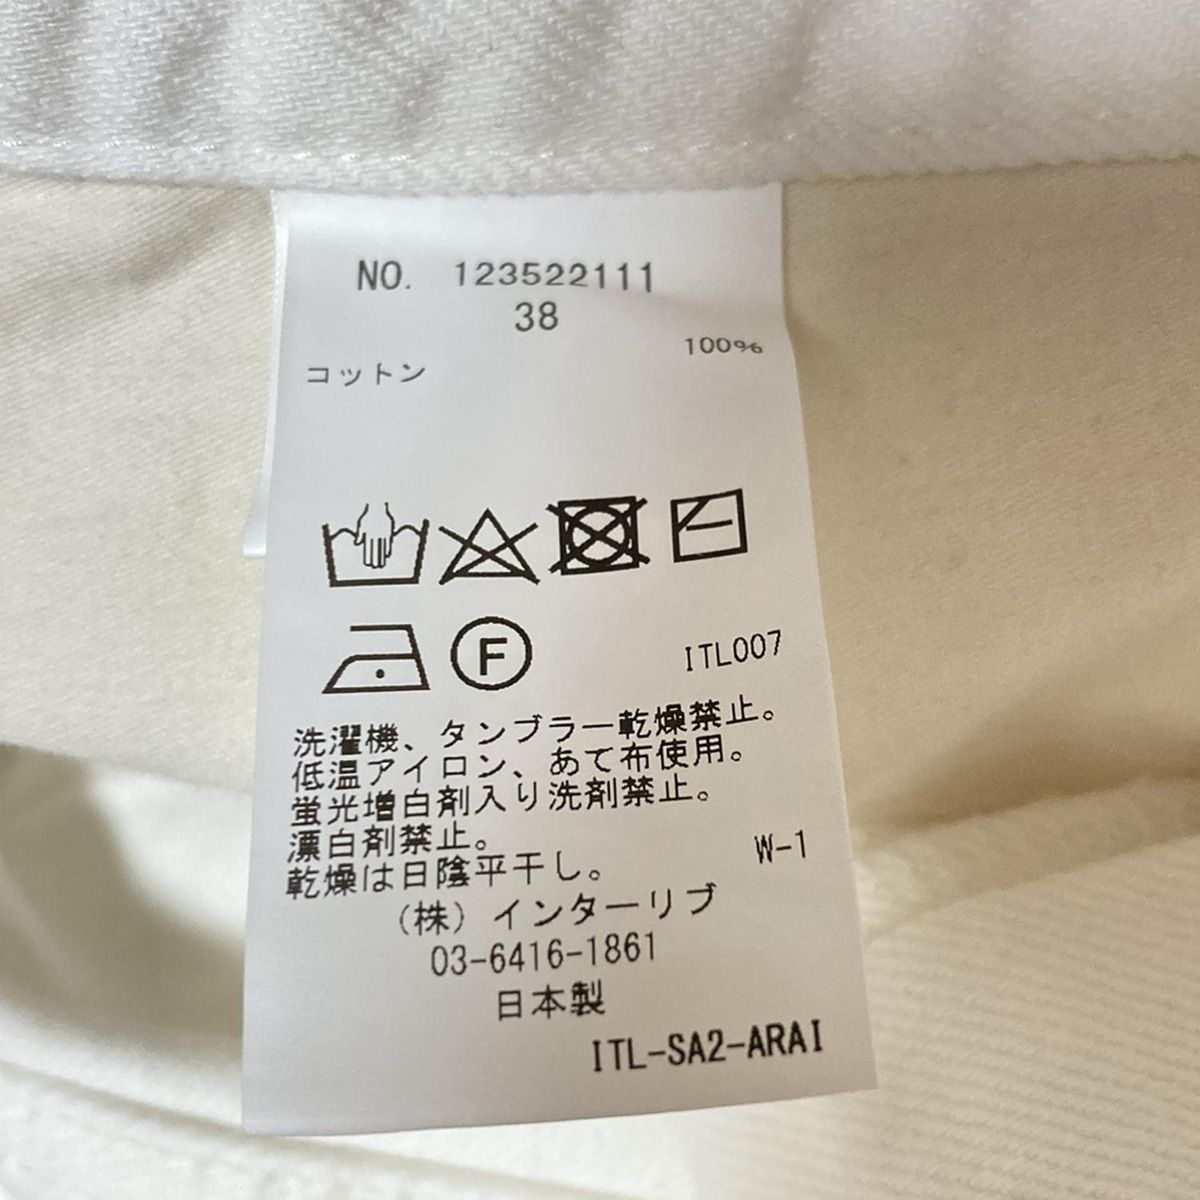 NO. 123522111
38
100%
コットン
F
ITL007
洗濯機、タンブラー乾燥禁止。
低温アイロン、あて布使用。
蛍光増白剤入り洗剤禁止。
漂白剤禁止。
乾燥は日陰平干し。
W-1
(株)インターリブ
03-6416-1861
日本製
ITL-SA2-ARAI